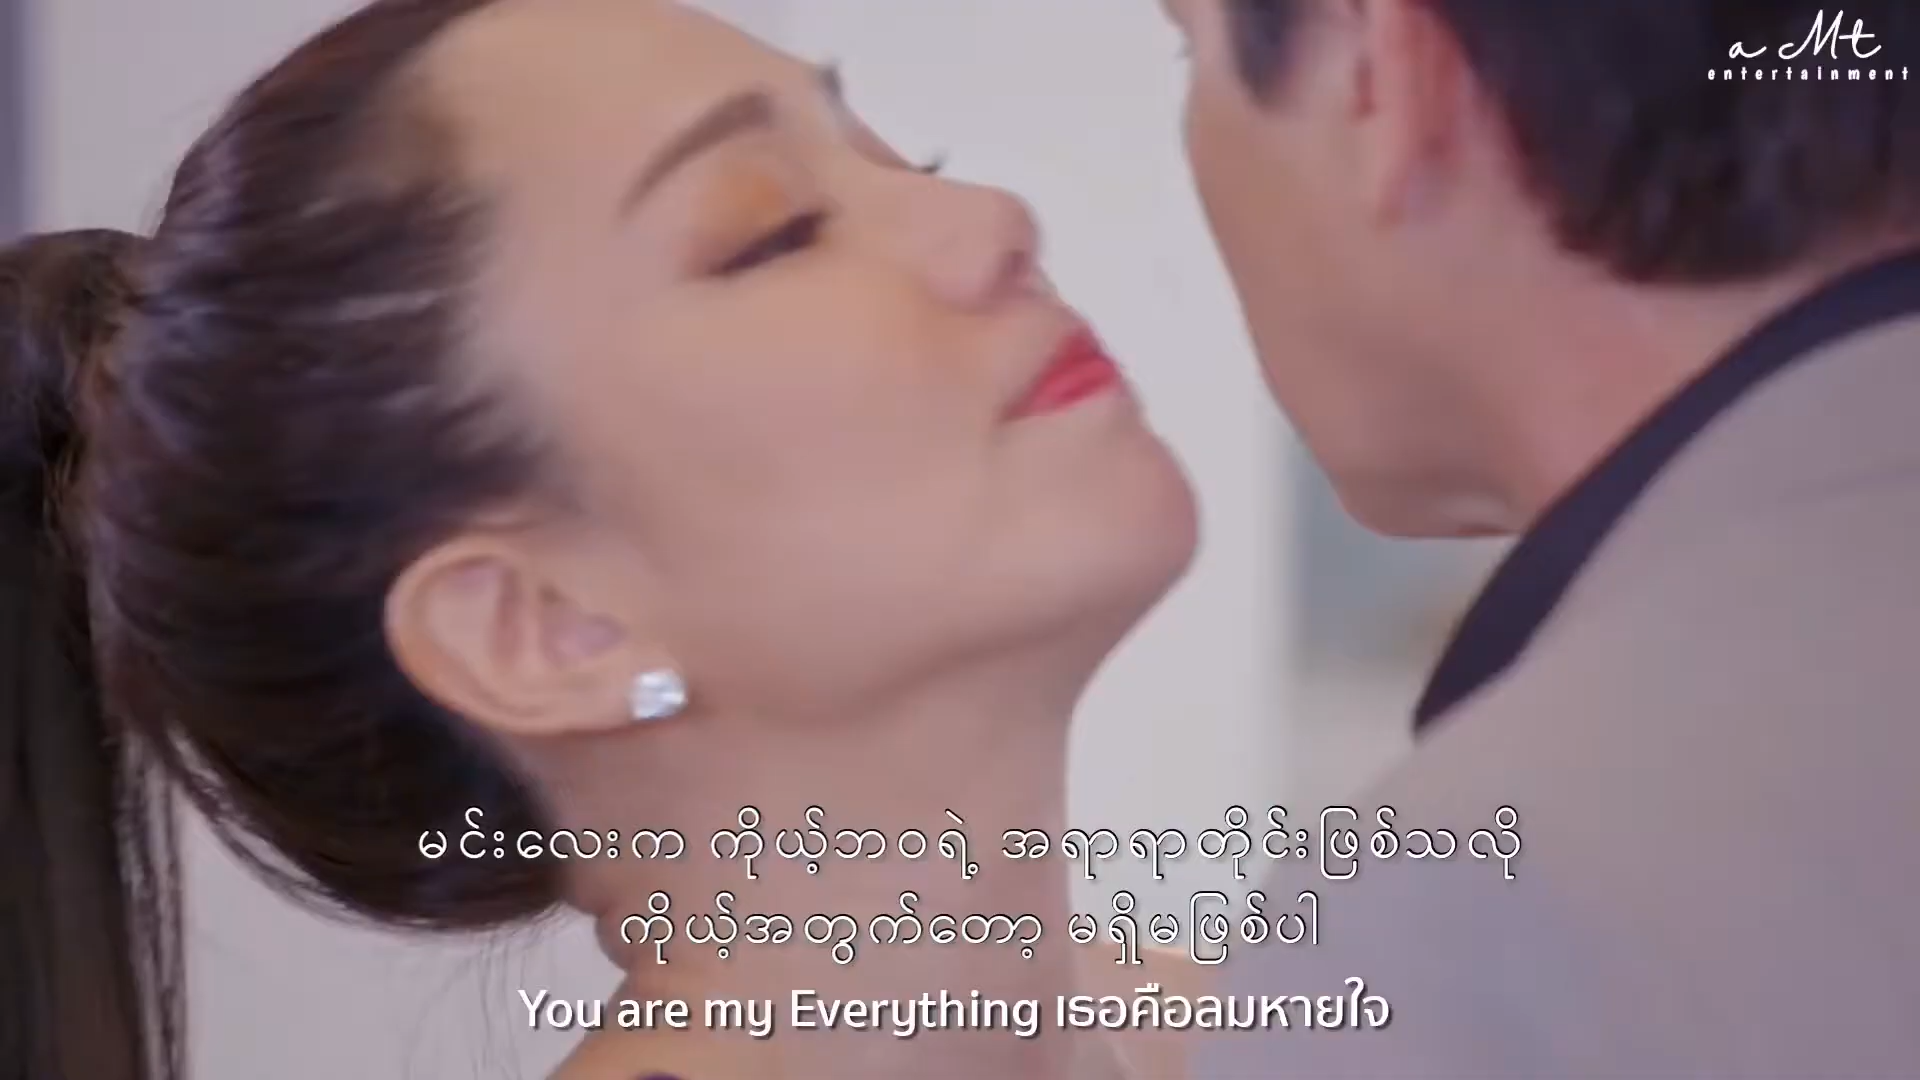 a Mt
entertainment
မင်းလေးက ကိုယ့်ဘဝရဲ့ အရာရာတိုင်းဖြစ်သလို
ကိုယ့်အတွက်တော့ မရှိမဖြစ်ပါ
You are my Everything เธอคือลมหายใจ